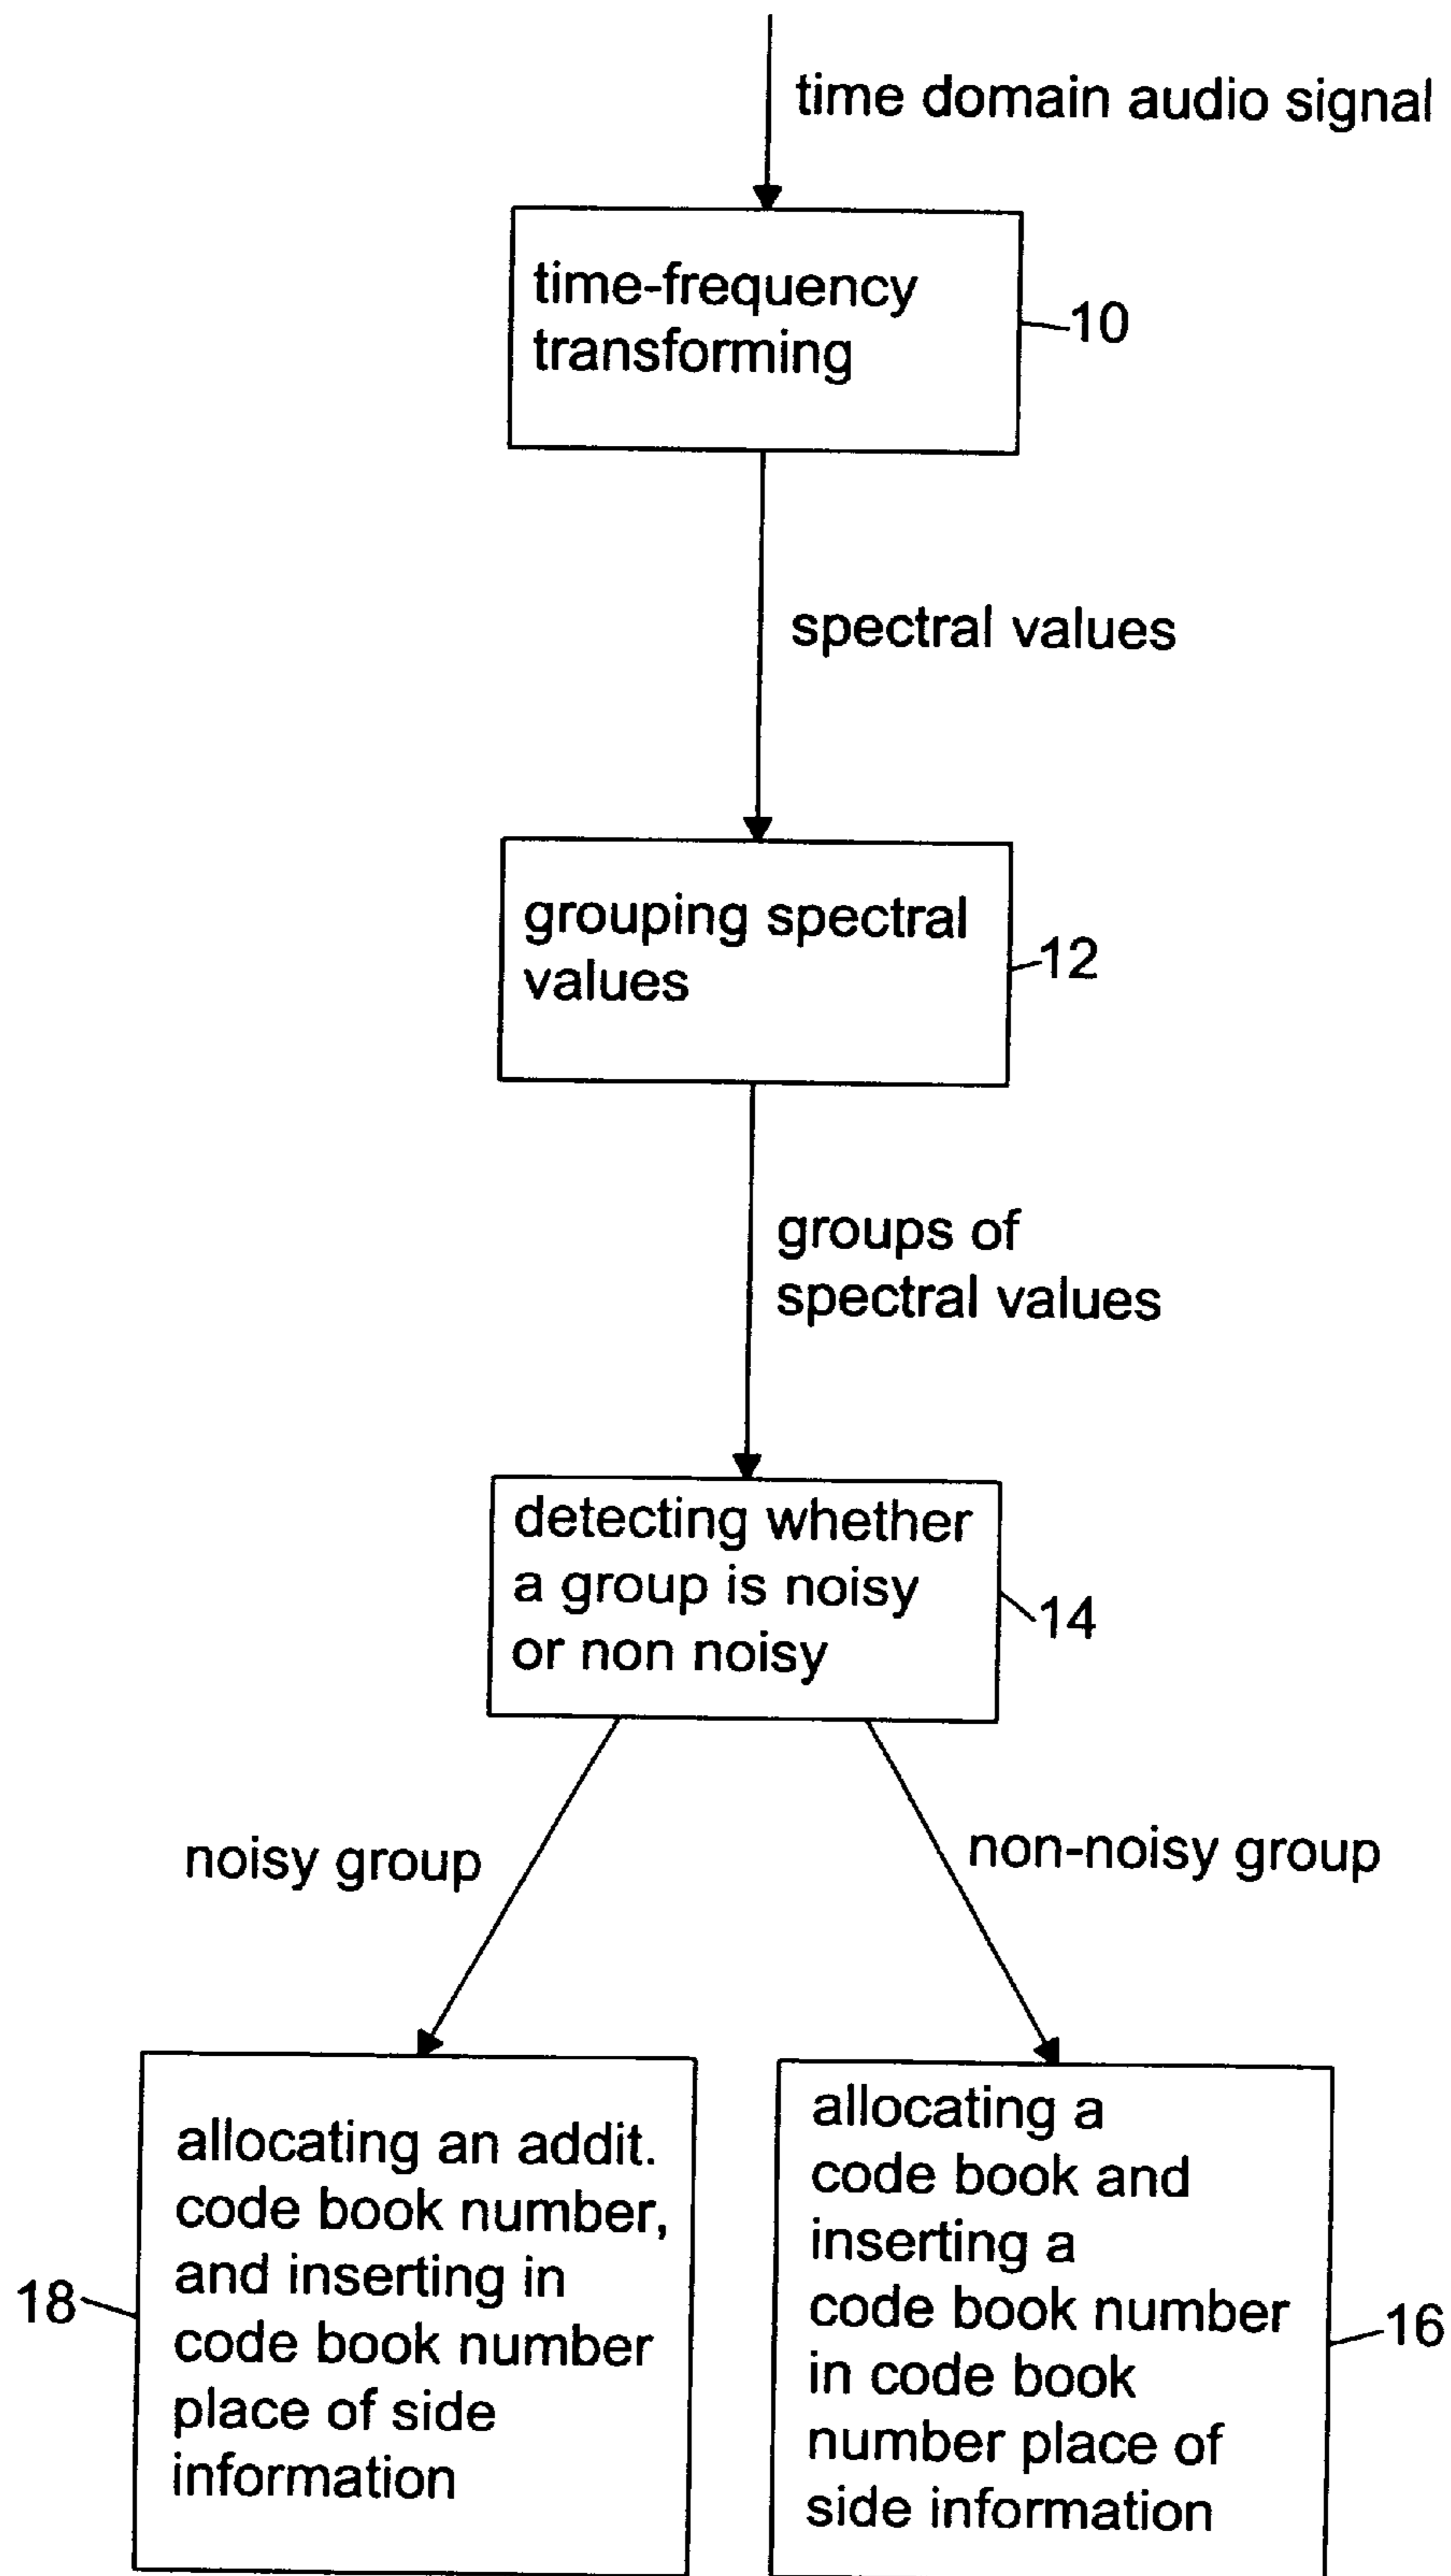 time domain audio signal
time-frequency
transforming
10
spectral values
grouping spectral
values
12
groups of
spectral values
detecting whether
a group is noisy
or non noisy
14
noisy group
non-noisy group
allocating an addit.
code book number,
and inserting in
code book number
place of side
information
18
allocating a
code book and
inserting a
code book number
in code book
number place of
side information
16